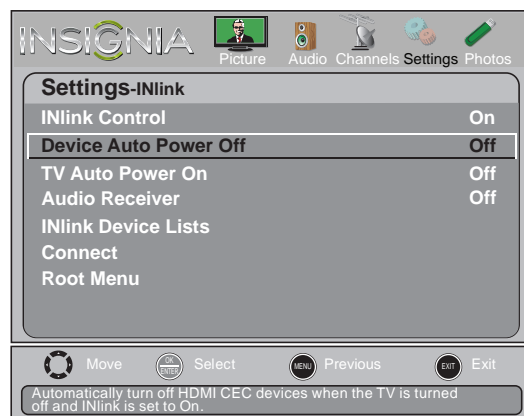 INSIGNIA
Picture Audio Channels Settings Photos
Settings-INlink
INlink Control On
Device Auto Power Off Off
TV Auto Power On Off
Audio Receiver Off
INlink Device Lists
Connect
Root Menu
Move OK ENTER Select MENU Previous EXIT Exit
Automatically turn off HDMI CEC devices when the TV is turned
off and INlink is set to On.